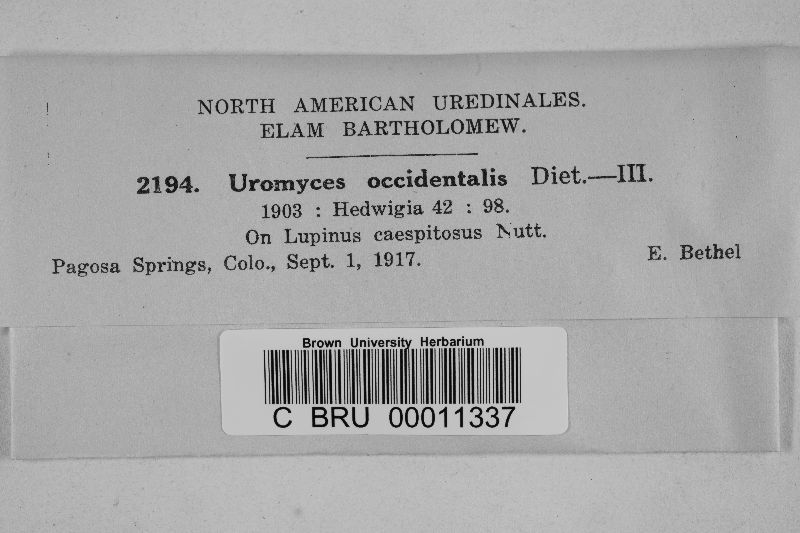 NORTH AMERICAN UREDINALES.
ELAM BARTHOLOMEW.
2194. Uromyces occidentalis Diet.—III.
1903 : Hedwigia 42 : 98.
On Lupinus caespitosus Nutt.
Pagosa Springs, Colo., Sept. 1, 1917. E. Bethel
Brown University Herbarium
C BRU 00011337